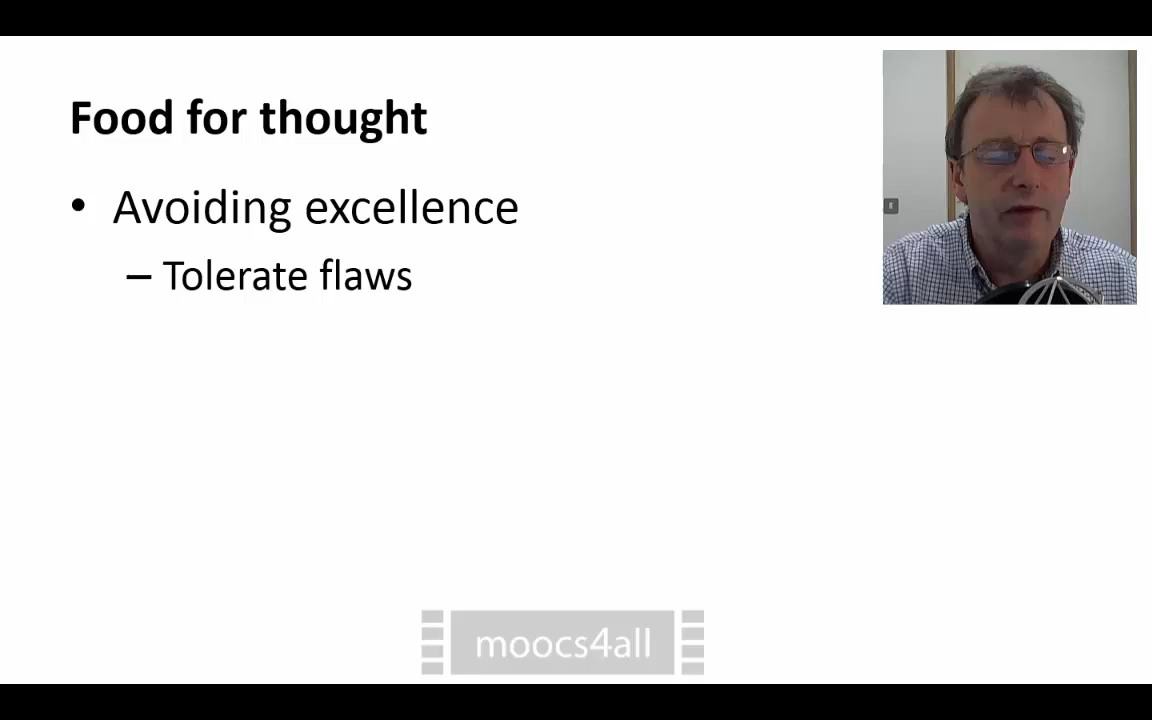 Food for thought
• Avoiding excellence
– Tolerate flaws
moocs4all